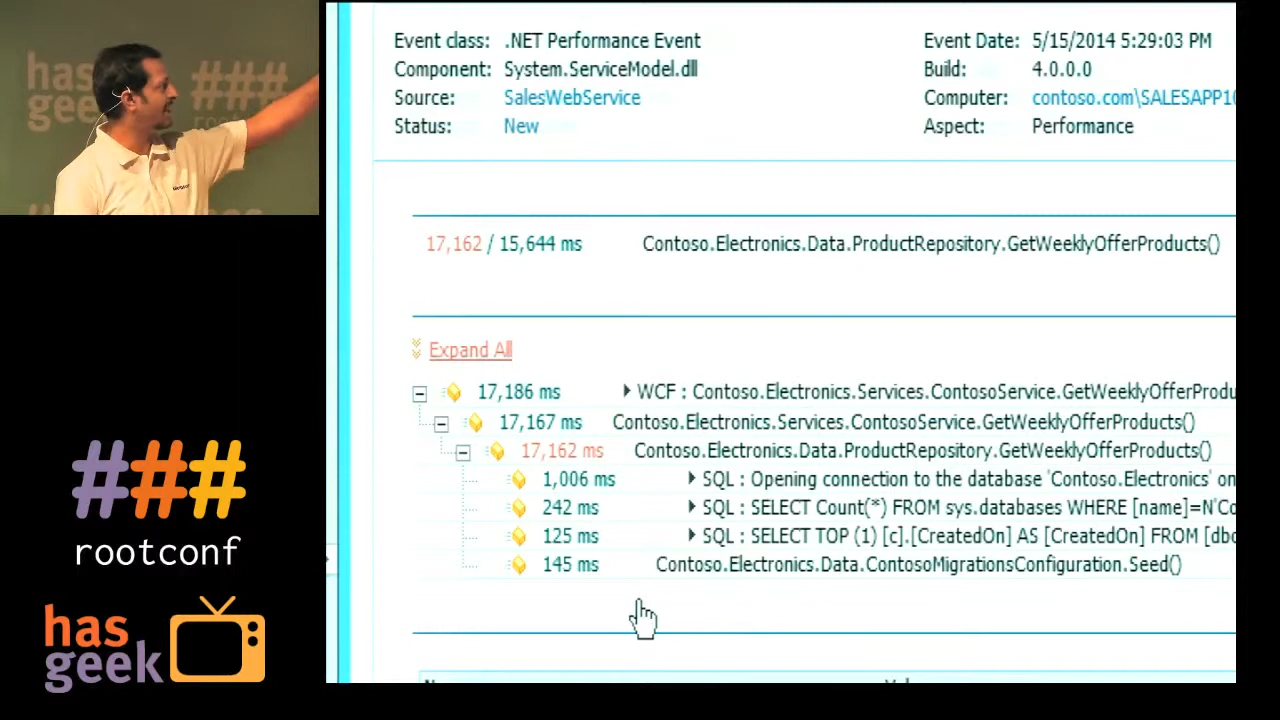 has
geek
###
Event class: .NET Performance Event
Event Date: 5/15/2014 5:29:03 PM
Component: System.ServiceModel.dll
Build: 4.0.0.0
Source: SalesWebService
Computer: contoso.com\SALESAPP10
Status: New
Aspect: Performance
17,162 / 15,644 ms Contoso.Electronics.Data.ProductRepository.GetWeeklyOfferProducts()
Expand All
17,186 ms WCF : Contoso.Electronics.Services.ContosoService.GetWeeklyOfferProdu
17,167 ms Contoso.Electronics.Services.ContosoService.GetWeeklyOfferProducts()
17,162 ms Contoso.Electronics.Data.ProductRepository.GetWeeklyOfferProducts()
1,006 ms SQL : Opening connection to the database 'Contoso.Electronics' on
242 ms SQL : SELECT Count(*) FROM sys.databases WHERE [name]=N'Co
125 ms SQL : SELECT TOP (1) [c].[CreatedOn] AS [CreatedOn] FROM [dbo
145 ms Contoso.Electronics.Data.ContosoMigrationsConfiguration.Seed()
###
rootconf
has
geek